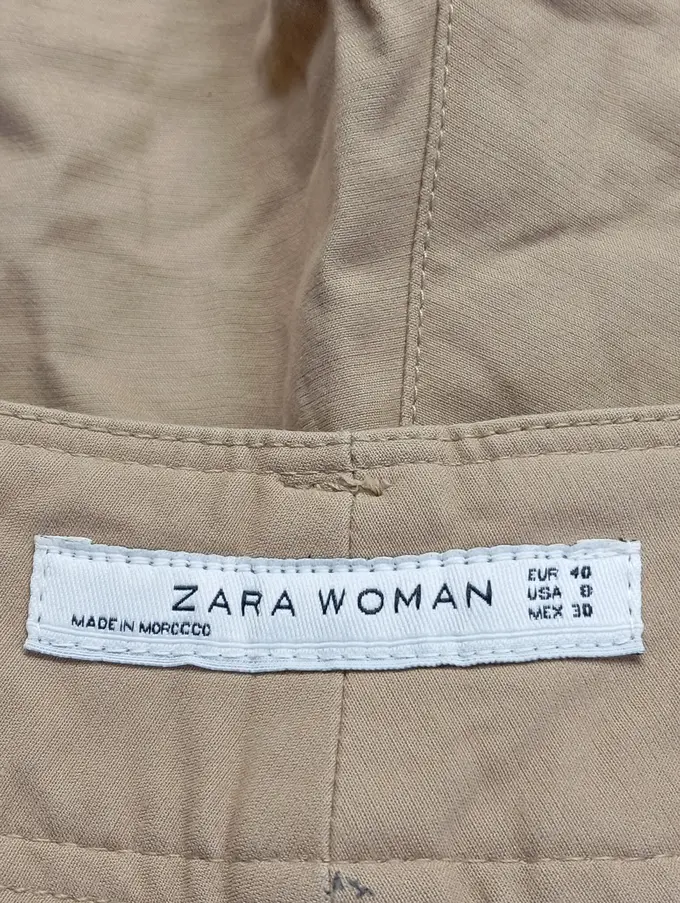 ZARA WOMAN
MADE IN MOROCCO
EUR 40
USA 8
MEX 30